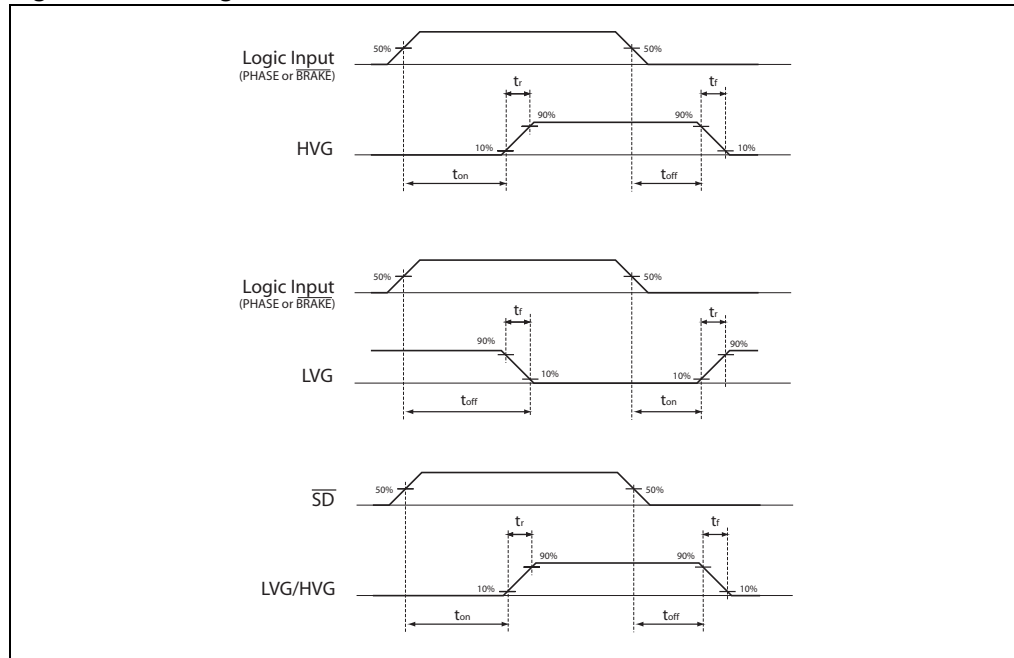 Logic Input
(PHASE or BRAKE)
50%
50%
tr
tf
90%
90%
HVG
10%
10%
ton
toff
Logic Input
(PHASE or BRAKE)
50%
50%
tf
tr
90%
90%
LVG
10%
10%
toff
ton
SD
50%
50%
tr
tf
90%
90%
LVG/HVG
10%
10%
ton
toff